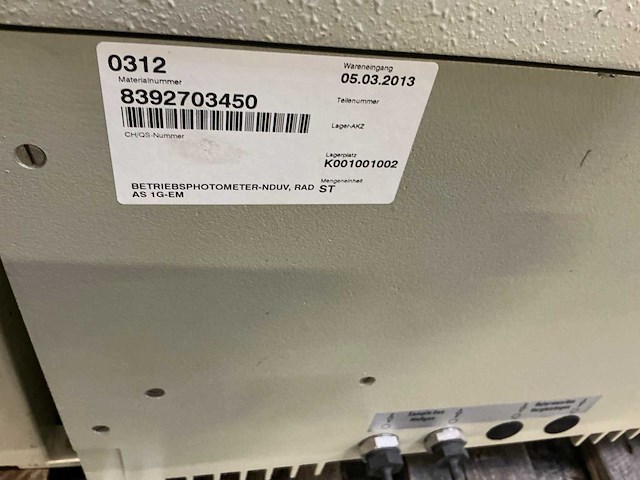 0312
Materialnummer
8392703450
CH/QS-Nummer
BETRIEBSPHOTOMETER-NDUV, RAD
AS 1G-EM
Wareneingang
05.03.2013
Teilenummer
Lager-AKZ
Lagerplatz
K001001002
Mengeneinheit
ST